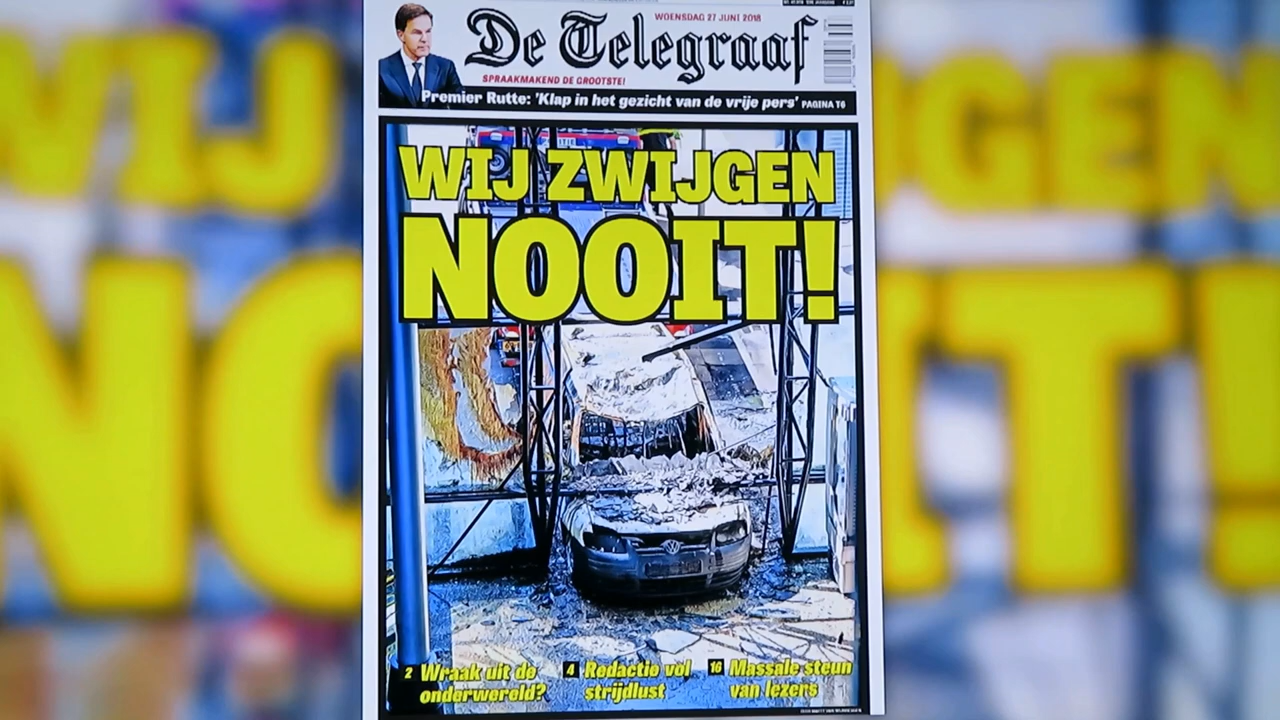 WOENSDAG 27 JUNI 2018
De Telegraaf
SPRAAKMAKEND DE GROOTSTE!
Premier Rutte: 'Klap in het gezicht van de vrije pers' PAGINA T6
WIJ ZWIJGEN
NOOIT!
2 Wraak uit de
onderwereld?
4 Redactie vol
strijdlust
16 Massale steun
van lezers